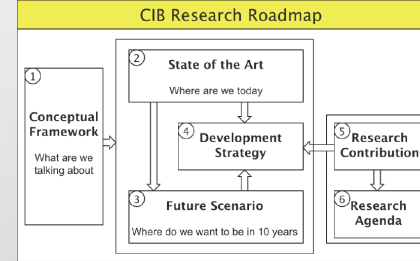 CIB Research Roadmap
1
Conceptual
Framework
What are we
talking about
2
State of the Art
Where are we today
4
Development
Strategy
3
Future Scenario
Where do we want to be in 10 years
5
Research
Contribution
6
Research
Agenda